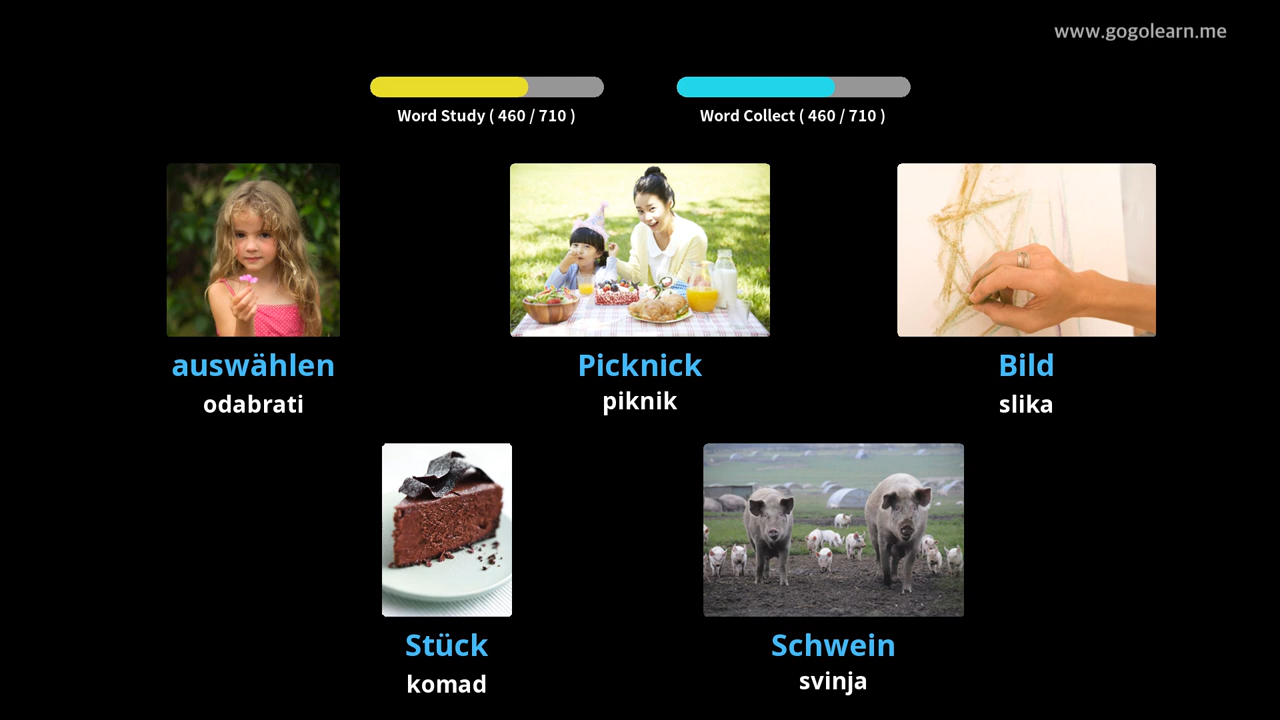 www.gogolearn.me
Word Study ( 460 / 710 )
Word Collect ( 460 / 710 )
auswählen
odabrati
Picknick
piknik
Bild
slika
Stück
komad
Schwein
svinja